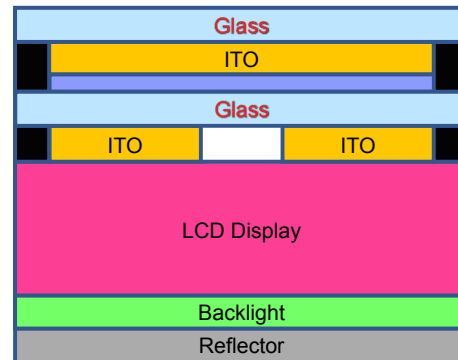 Glass
ITO
Glass
ITO
ITO
LCD Display
Backlight
Reflector